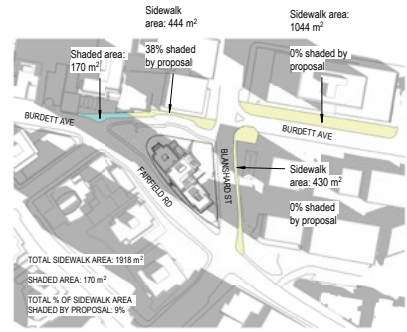 Sidewalk
area: 444 m²
Sidewalk area:
1044 m²
Shaded area:
170 m²
38% shaded
by proposal
0% shaded by
proposal
BURDETT AVE
BURDETT AVE
FAIRFIELD RD
BLANSHARD ST
Sidewalk
area: 430 m²
0% shaded
by proposal
TOTAL SIDEWALK AREA: 1918 m²
SHADED AREA: 170 m²
TOTAL % OF SIDEWALK AREA
SHADED BY PROPOSAL: 9%